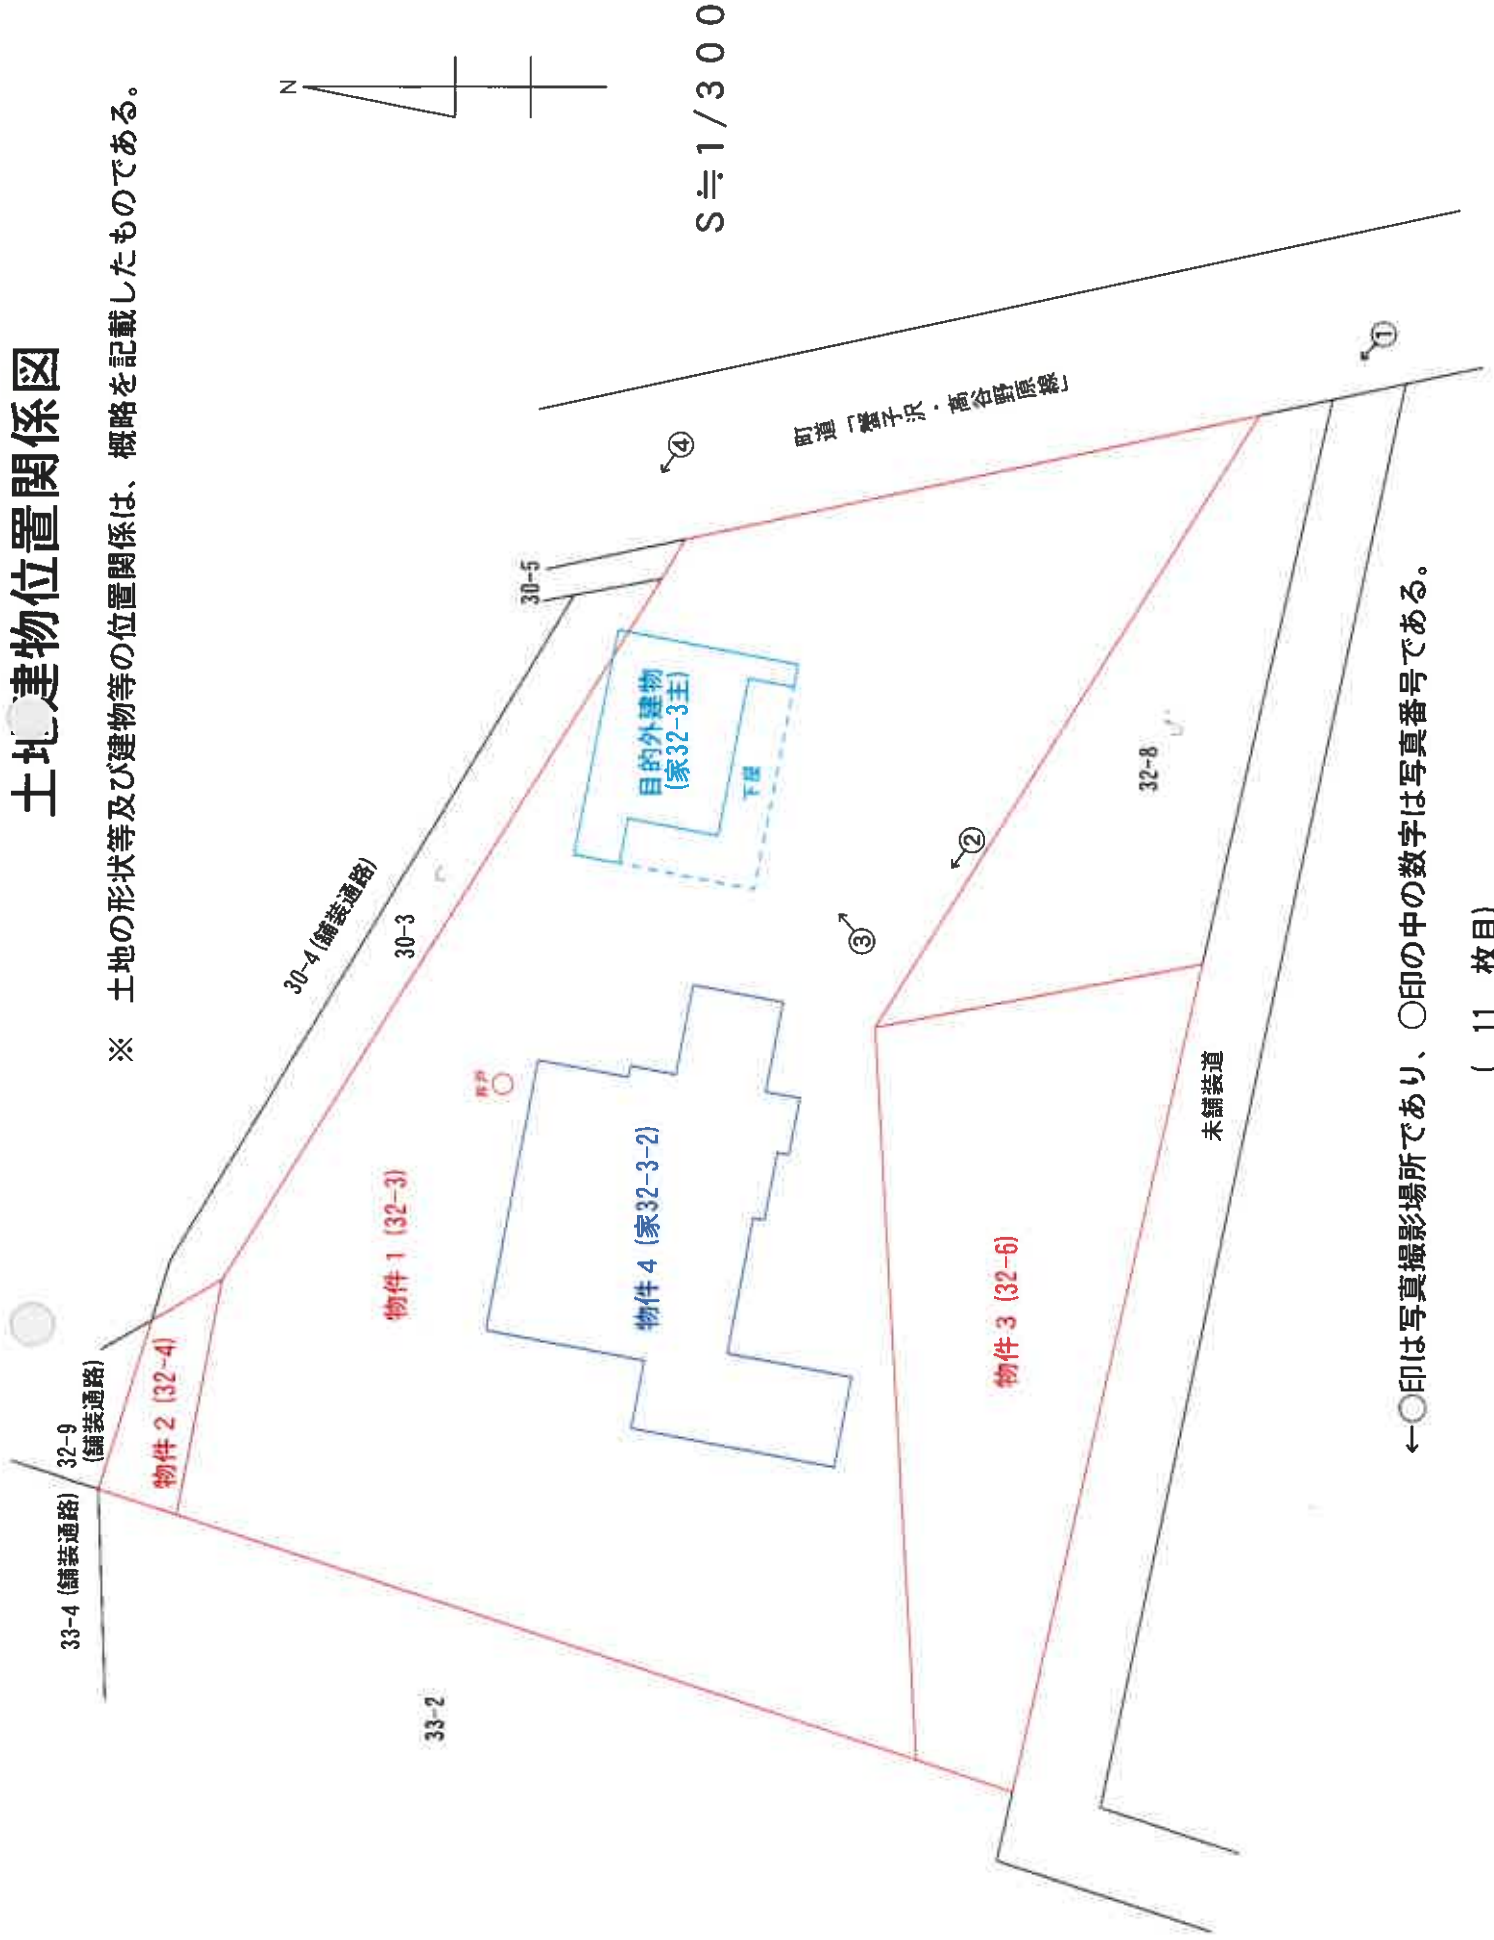 土地建物位置関係図
※　土地の形状等及び建物等の位置関係は、概略を記載したものである。
N
S≒1/300
33-4(舗装通路)
32-9
(舗装通路)
物件2(32-4)
30-4(舗装通路)
30-3
30-5
33-2
物件1(32-3)
井戸
目的外建物
(家32-3主)
下屋
④
町道「蟹子沢・高谷野原線」
物件4(家32-3-2)
③
②
物件3(32-6)
32-8
①
未舗装道
←○印は写真撮影場所であり、○印の中の数字は写真番号である。
(　11　枚目)